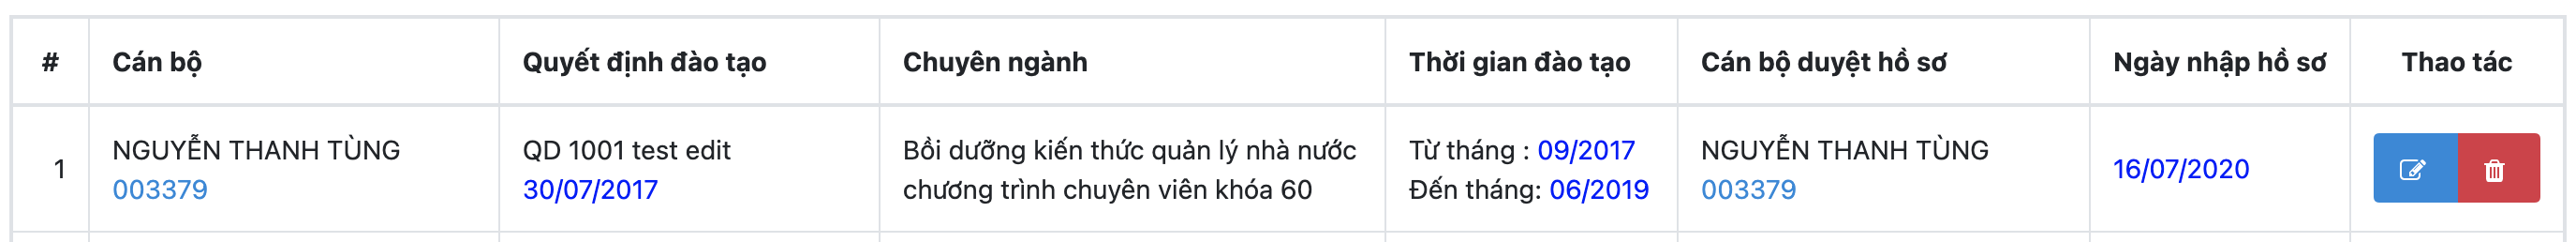 # Cán bộ Quyết định đào tạo Chuyên ngành Thời gian đào tạo Cán bộ duyệt hồ sơ Ngày nhập hồ sơ Thao tác
1
NGUYỄN THANH TÙNG
003379
QD 1001 test edit
30/07/2017
Bồi dưỡng kiến thức quản lý nhà nước
chương trình chuyên viên khóa 60
Từ tháng : 09/2017
Đến tháng: 06/2019
NGUYỄN THANH TÙNG
003379
16/07/2020